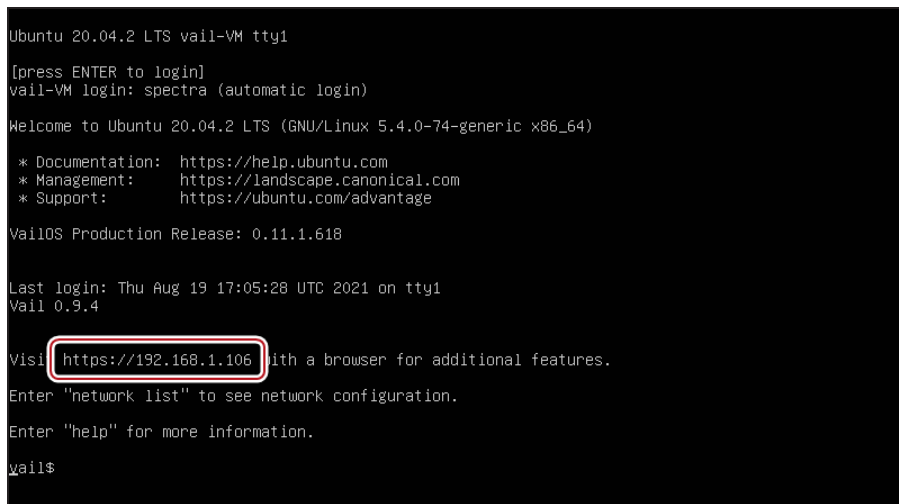 Ubuntu 20.04.2 LTS vail-VM tty1
[press ENTER to login]
vail-VM login: spectra (automatic login)
Welcome to Ubuntu 20.04.2 LTS (GNU/Linux 5.4.0-74-generic x86_64)
* Documentation: https://help.ubuntu.com
* Management: https://landscape.canonical.com
* Support: https://ubuntu.com/advantage
VailOS Production Release: 0.11.1.618
Last login: Thu Aug 19 17:05:28 UTC 2021 on tty1
Vail 0.9.4
Visit https://192.168.1.106 with a browser for additional features.
Enter "network list" to see network configuration.
Enter "help" for more information.
vail$